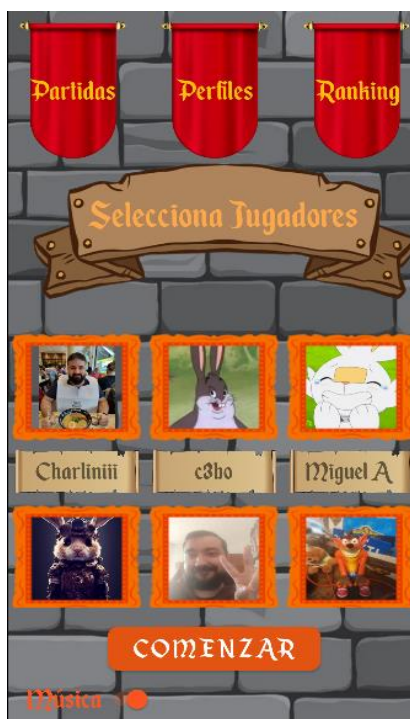 Partidas Perfiles Ranking
Selecciona Jugadores
Charliniii c3bo Miguel A
COMENZAR
Música